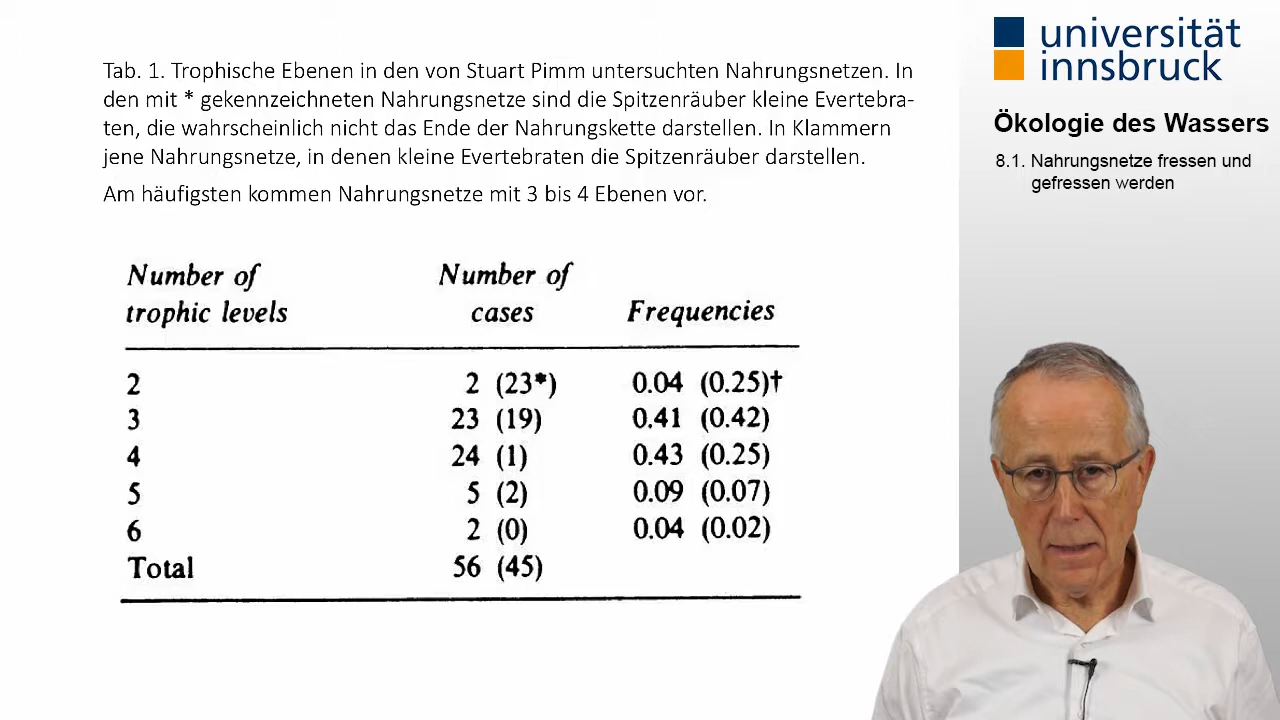 Tab. 1. Trophische Ebenen in den von Stuart Pimm untersuchten Nahrungsnetzen. In
den mit * gekennzeichneten Nahrungsnetze sind die Spitzenräuber kleine Evertebra-
ten, die wahrscheinlich nicht das Ende der Nahrungskette darstellen. In Klammern
jene Nahrungsnetze, in denen kleine Evertebraten die Spitzenräuber darstellen.
Am häufigsten kommen Nahrungsnetze mit 3 bis 4 Ebenen vor.
Number of trophic levels Number of cases Frequencies
2 2 (23*) 0.04 (0.25)†
3 23 (19) 0.41 (0.42)
4 24 (1) 0.43 (0.25)
5 5 (2) 0.09 (0.07)
6 2 (0) 0.04 (0.02)
Total 56 (45)
universität
innsbruck
Ökologie des Wassers
8.1. Nahrungsnetze fressen und
gefressen werden